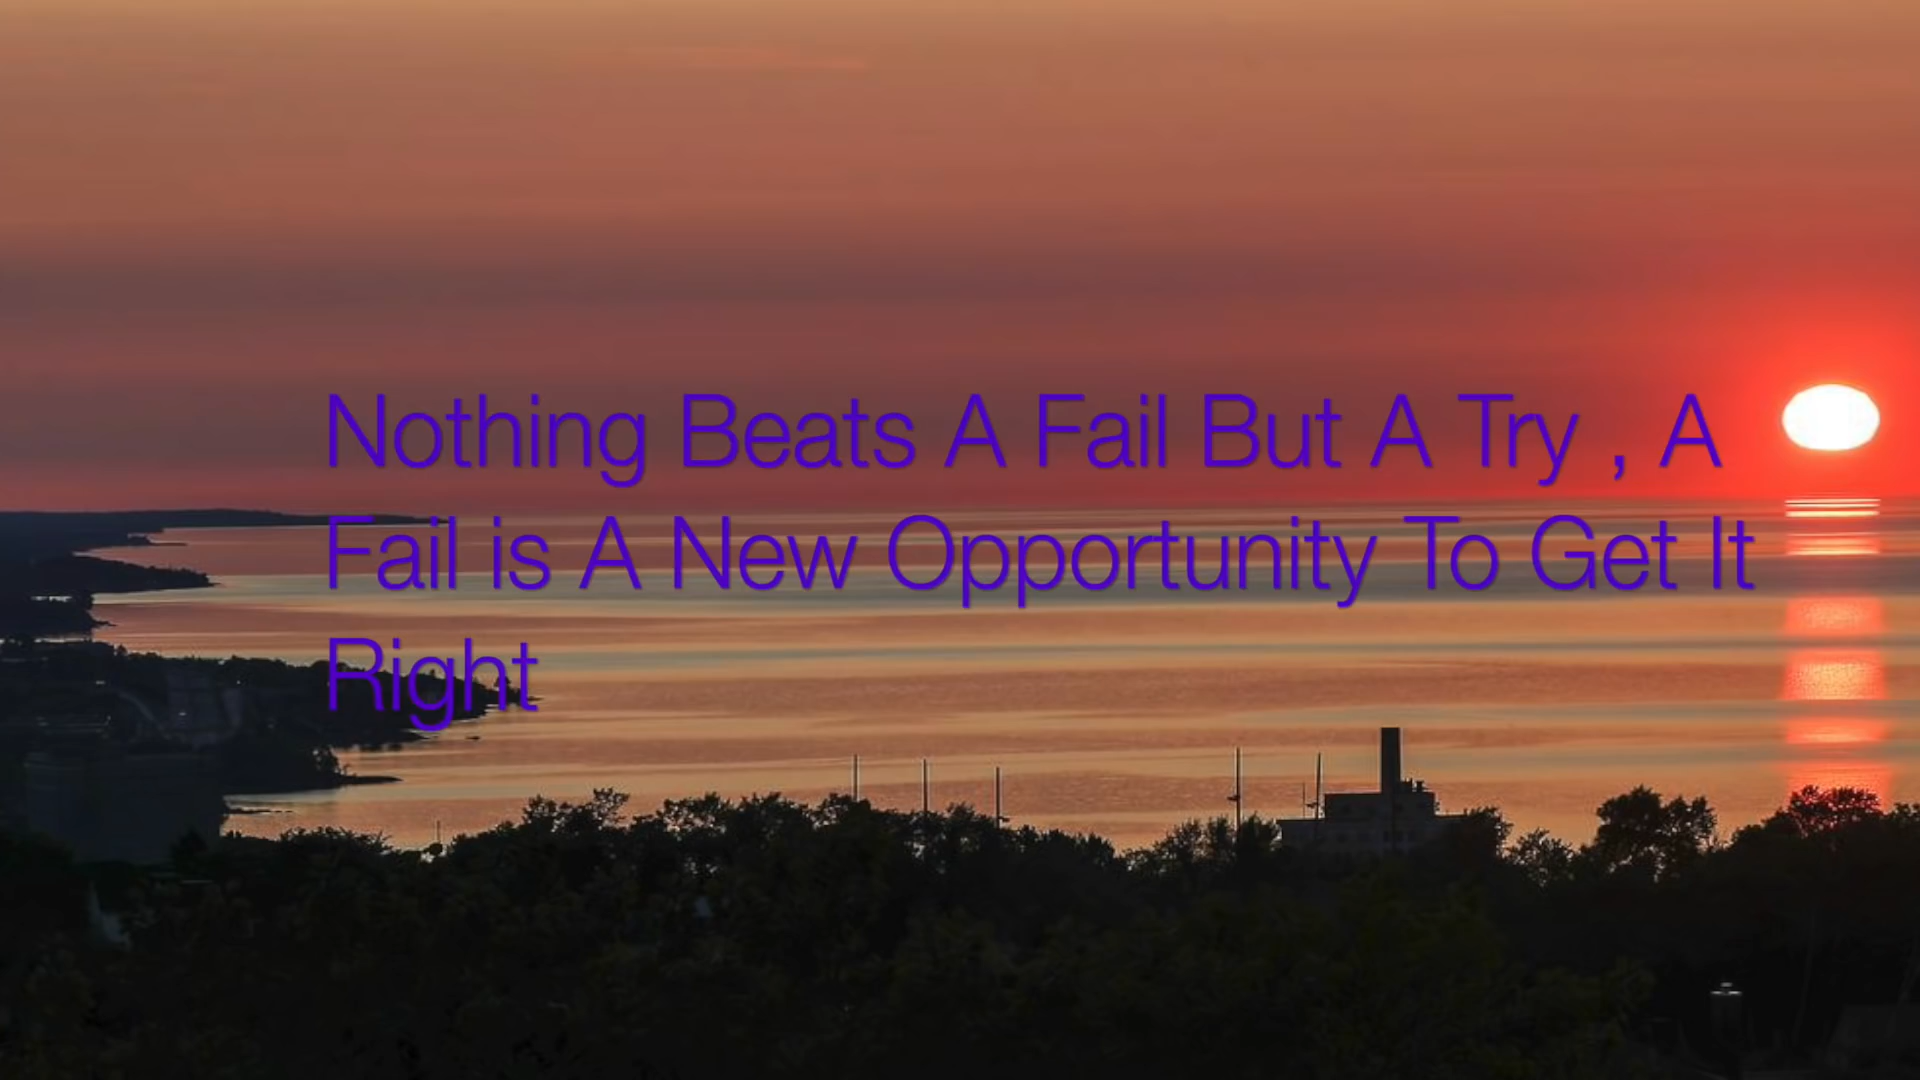 Nothing Beats A Fail But A Try , A
Fail is A New Opportunity To Get It
Right